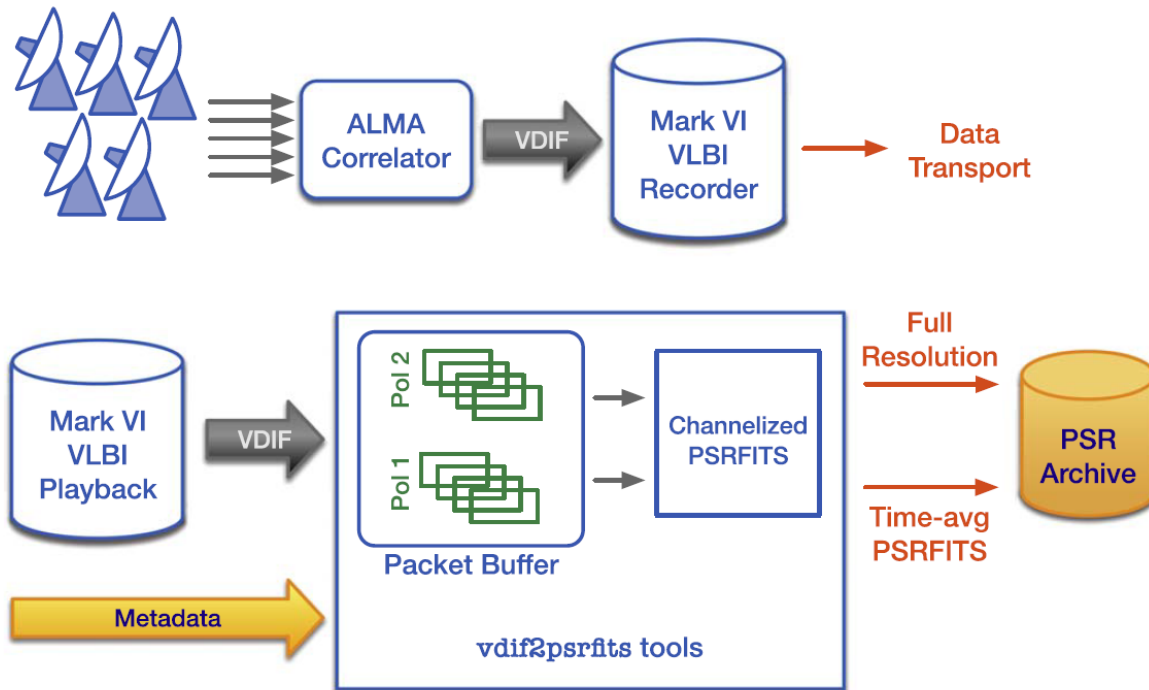 ALMA
Correlator
VDIF
Mark VI
VLBI
Recorder
Data
Transport
Mark VI
VLBI
Playback
VDIF
Metadata
Pol 2
Pol 1
Packet Buffer
Channelized
PSRFITS
vdif2psrfits tools
Full
Resolution
Time-avg
PSRFITS
PSR
Archive